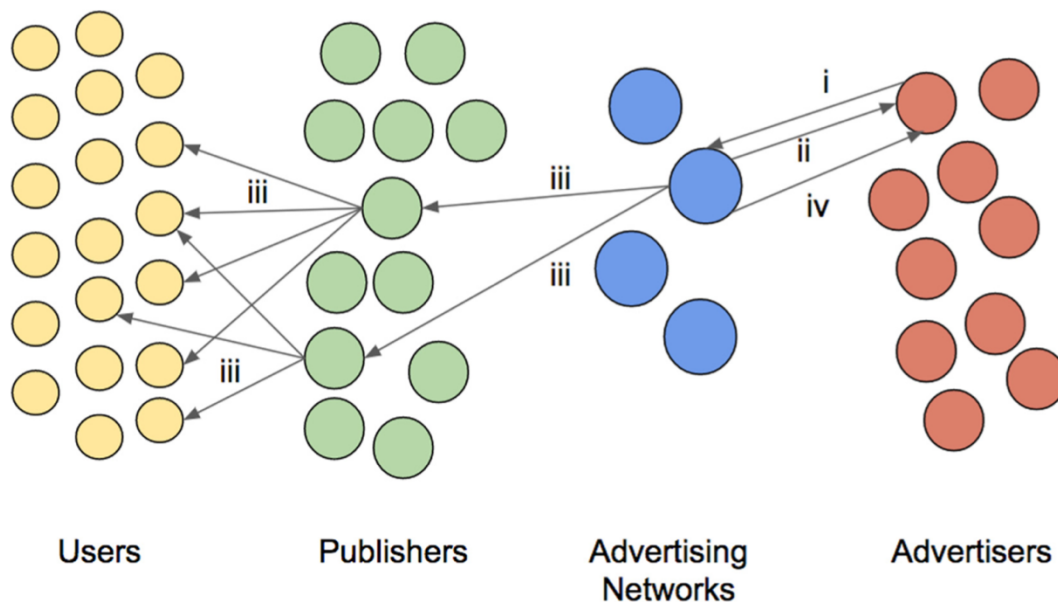 i
ii
iii
iii
iv
iii
iii
Users
Publishers
Advertising
Networks
Advertisers